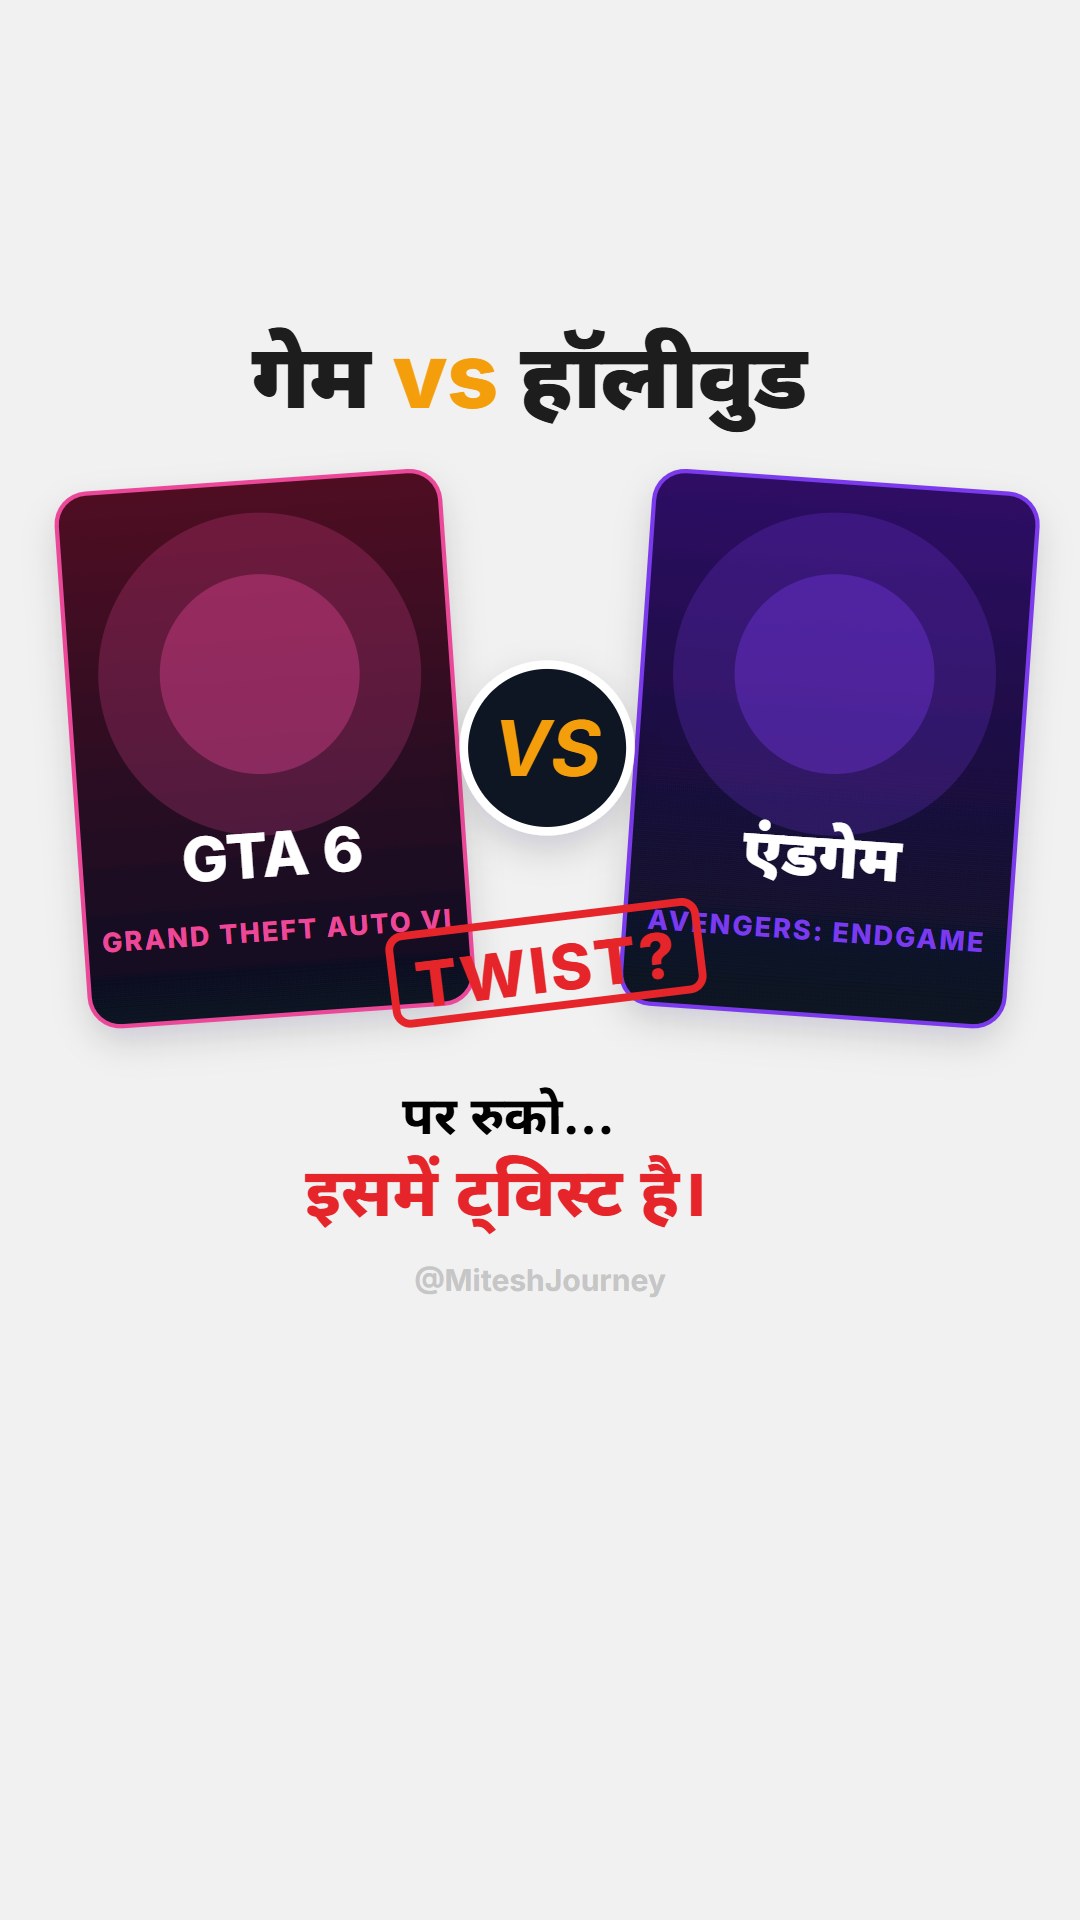 गेम vs हॉलीवुड
VS
GTA 6
GRAND THEFT AUTO VI
एंडगेम
AVENGERS: ENDGAME
TWIST?
पर रुको...
इसमें ट्विस्ट है।
@MiteshJourney